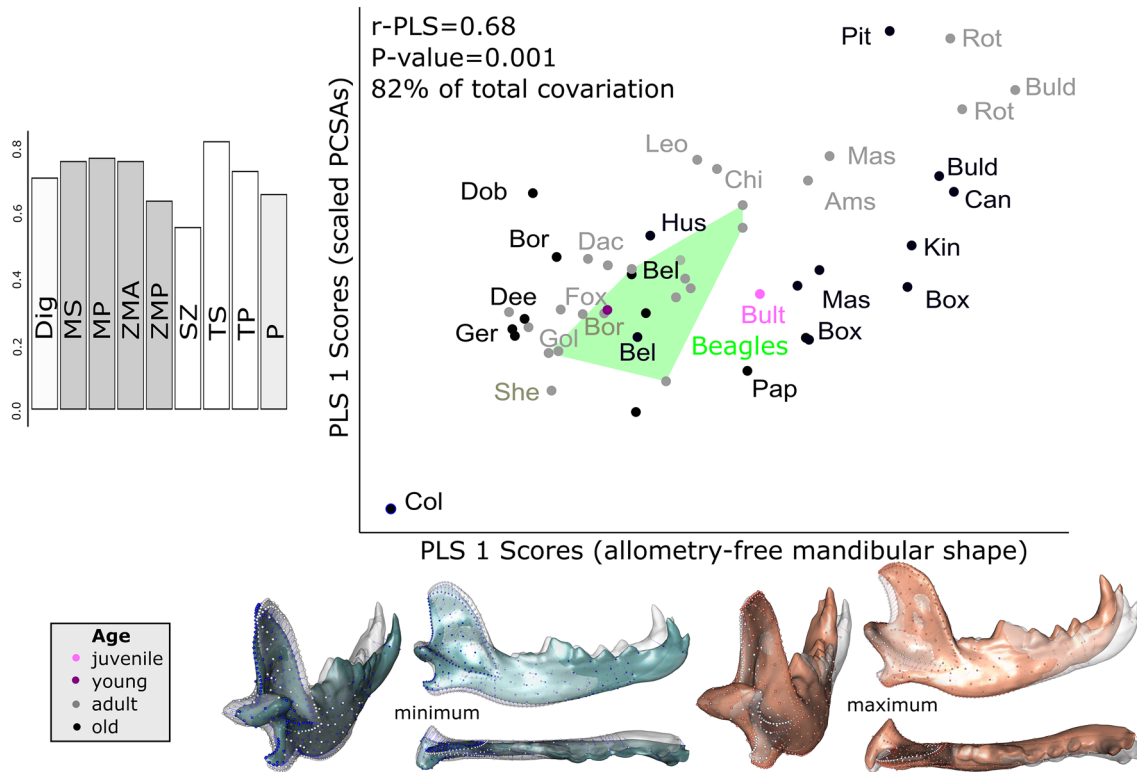 r-PLS=0.68
P-value=0.001
82% of total covariation
Pit
Rot
Buld
Rot
Leo
Mas
Chi
Buld
Ams
Can
Dob
Hus
Bor
Dac
Kin
Bel
Dee
Fox
Bult
Mas
Box
Ger
Gol
Bor
Bel
Beagles
Box
She
Pap
Col
PLS 1 Scores (scaled PCSAs)
PLS 1 Scores (allometry-free mandibular shape)
0.8
0.6
0.4
0.2
0.0
Dig
MS
MP
ZMA
ZMP
SZ
TS
TP
P
Age
juvenile
young
adult
old
minimum
maximum